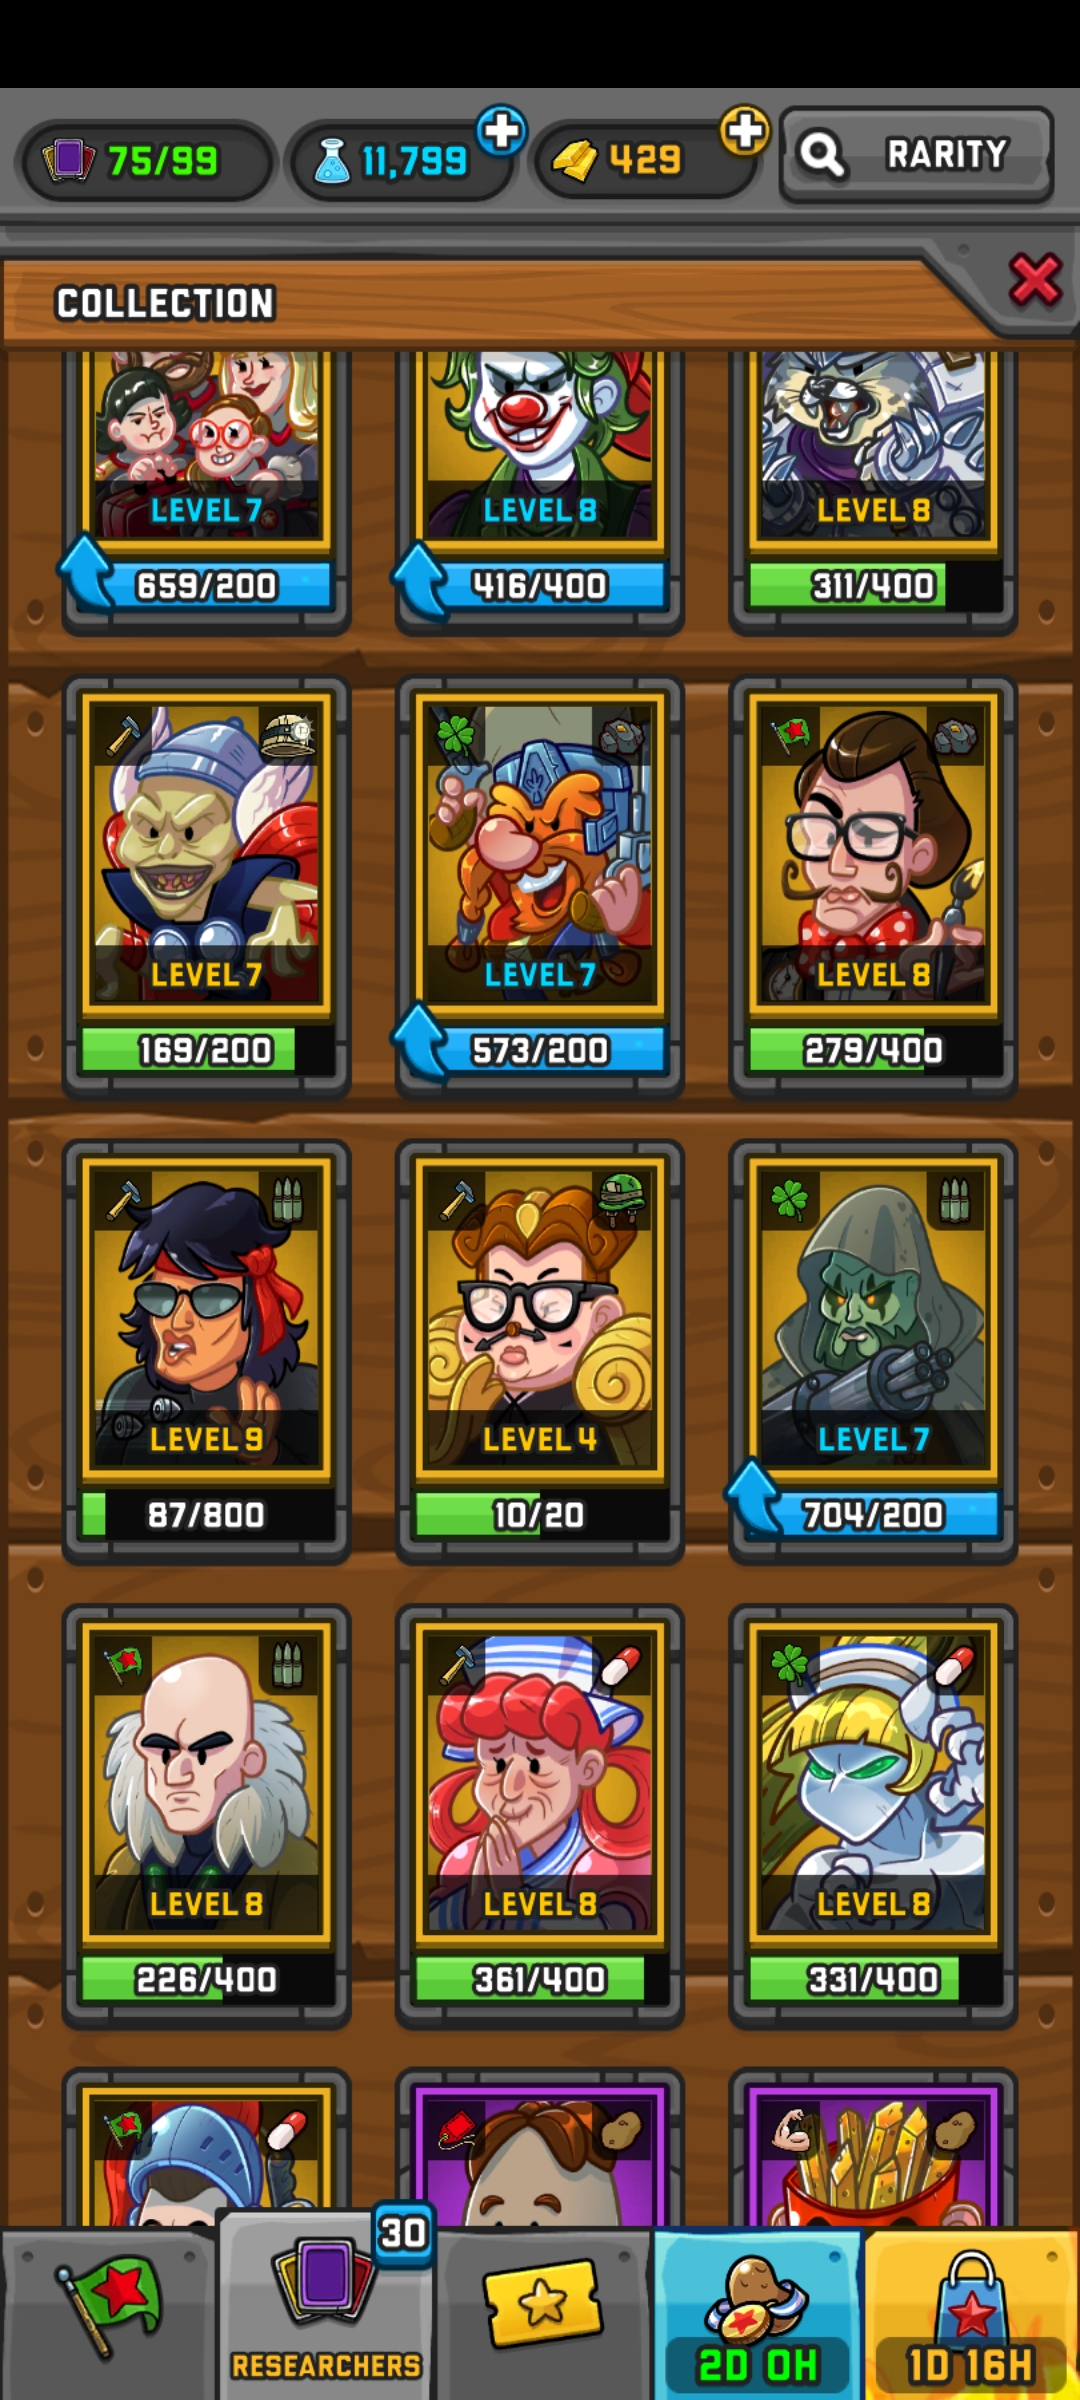 75/99 11,799 429 RARITY
COLLECTION
LEVEL 7 LEVEL 8 LEVEL 8
659/200 416/400 311/400
LEVEL 7 LEVEL 7 LEVEL 8
169/200 573/200 279/400
LEVEL 9 LEVEL 4 LEVEL 7
87/800 10/20 704/200
LEVEL 8 LEVEL 8 LEVEL 8
226/400 361/400 331/400
30
RESEARCHERS 2D 0H 1D 16H